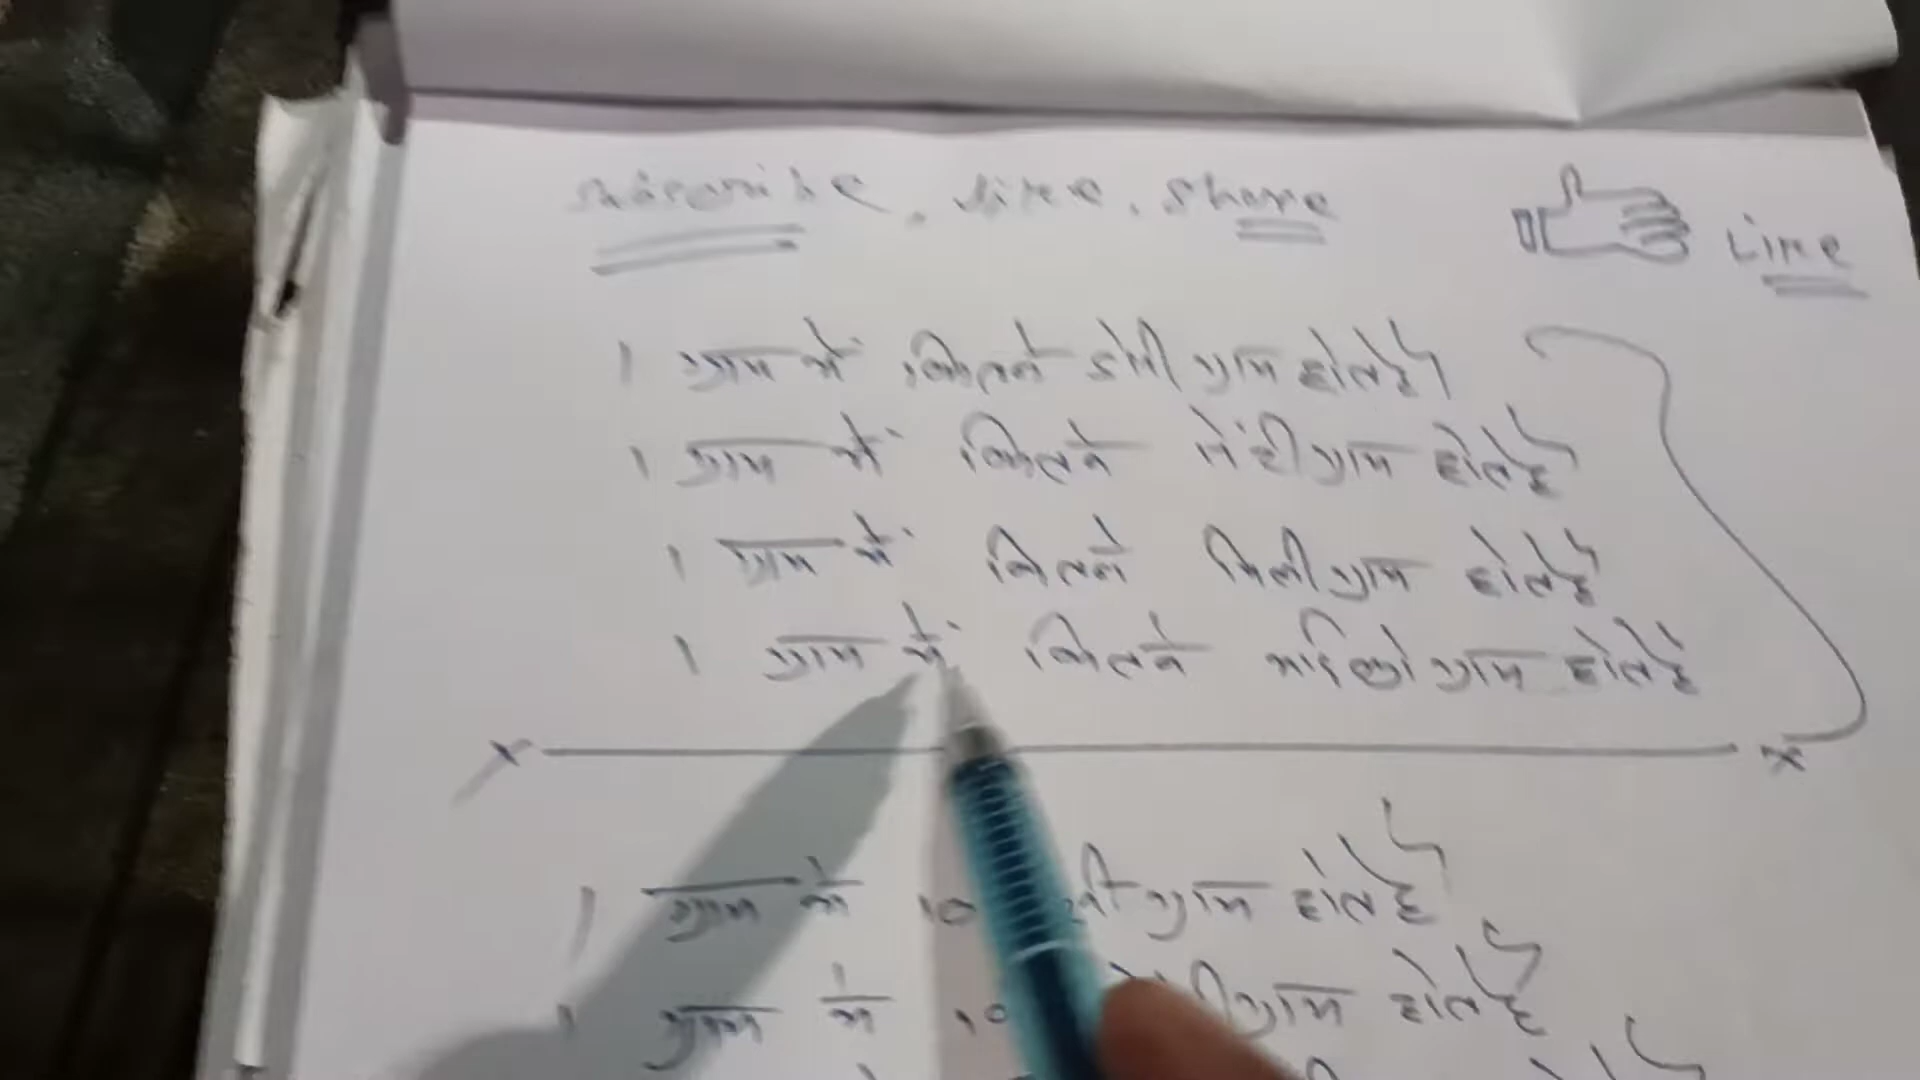 Subscribe, Like, Share
Like
1 ग्राम में कितने डेसी ग्राम होते हैं
1 ग्राम में कितने सेंटीग्राम होते हैं
1 ग्राम में कितने मिलीग्राम होते हैं
1 ग्राम में कितने माइक्रो ग्राम होते हैं
1 ग्राम में 10 ग्राम होते हैं
1 ग्राम में ग्राम होते हैं